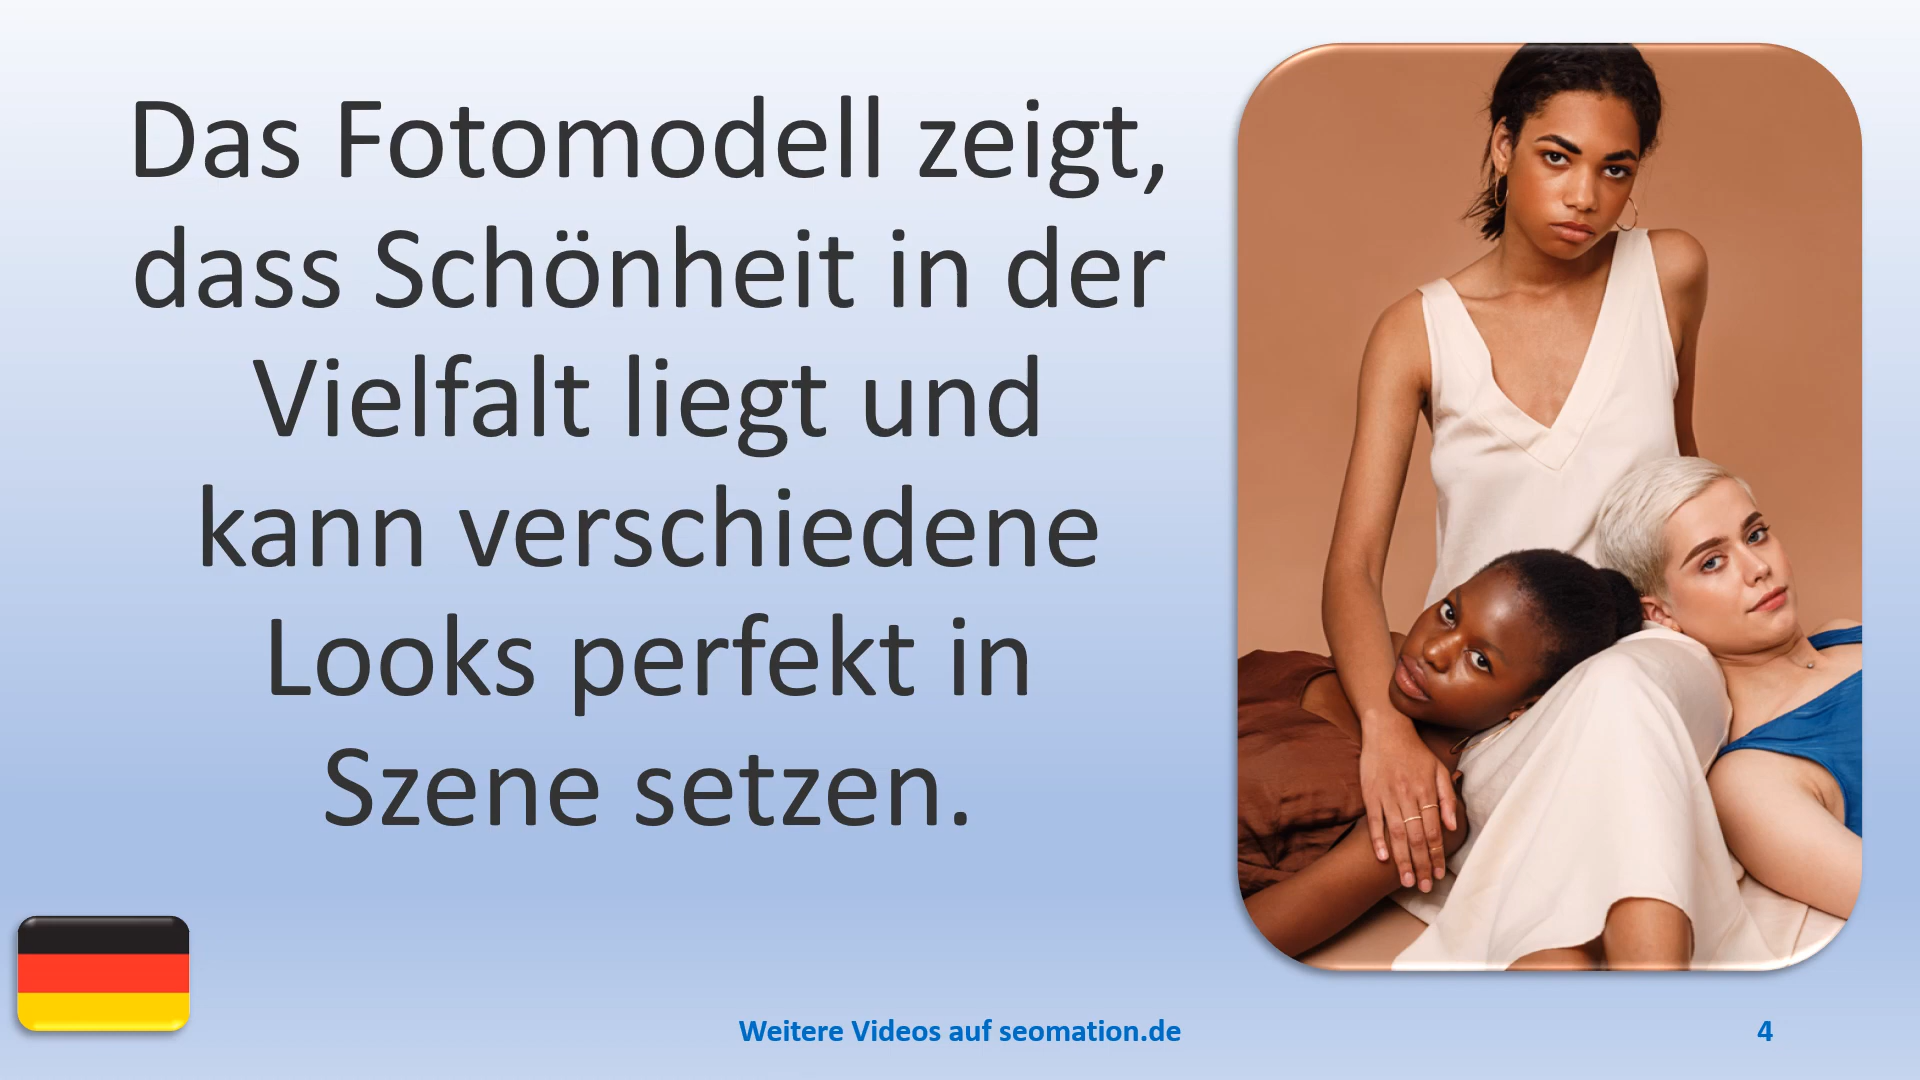 Das Fotomodell zeigt,
dass Schönheit in der
Vielfalt liegt und
kann verschiedene
Looks perfekt in
Szene setzen.
Weitere Videos auf seomation.de
4